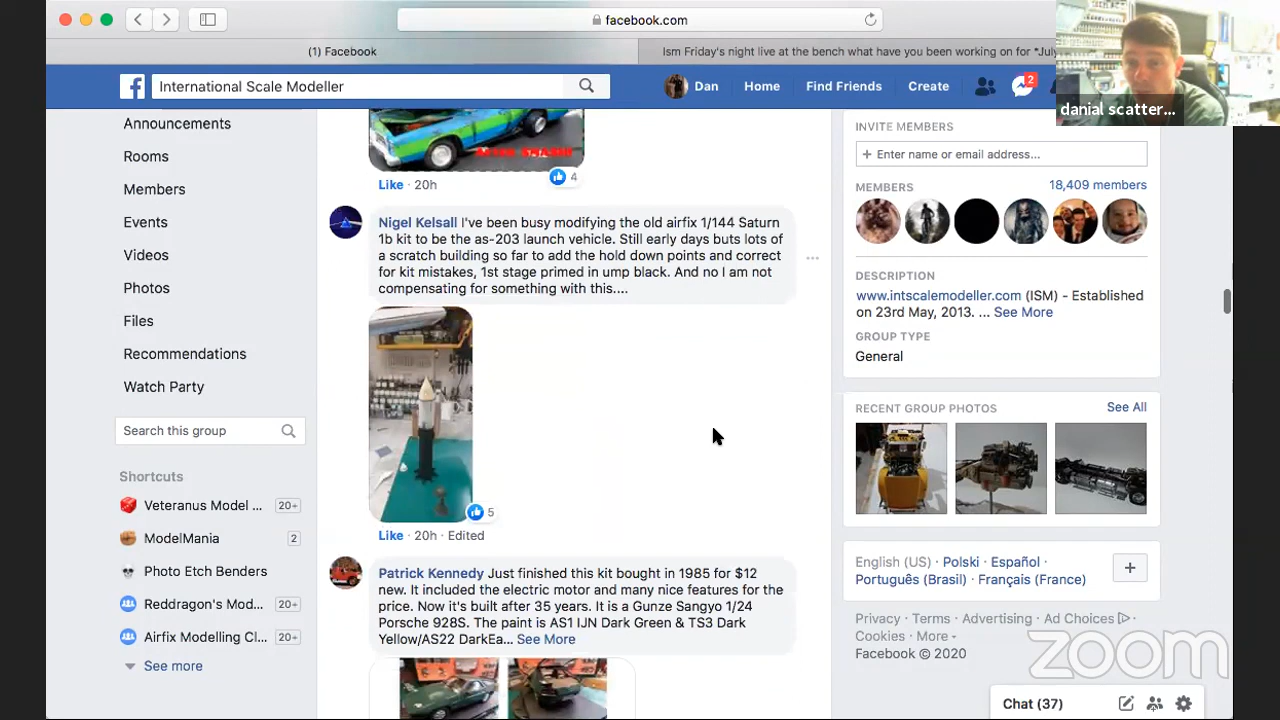 facebook.com
(1) Facebook
Ism Friday's night live at the bench what have you been working on for *July
International Scale Modeller
Dan
Home
Find Friends
Create
2
danial scatter...
Announcements
Rooms
Members
Events
Videos
Photos
Files
Recommendations
Watch Party
Search this group
Shortcuts
Veteranus Model ...
20+
ModelMania
2
Photo Etch Benders
Reddragon's Mod...
20+
Airfix Modelling Cl...
20+
See more
AFTER SMASH
4
Like · 20h
Nigel Kelsall I've been busy modifying the old airfix 1/144 Saturn
1b kit to be the as-203 launch vehicle. Still early days buts lots of
a scratch building so far to add the hold down points and correct
for kit mistakes, 1st stage primed in ump black. And no I am not
compensating for something with this....
5
Like · 20h · Edited
Patrick Kennedy Just finished this kit bought in 1985 for $12
new. It included the electric motor and many nice features for the
price. Now it's built after 35 years. It is a Gunze Sangyo 1/24
Porsche 928S. The paint is AS1 IJN Dark Green & TS3 Dark
Yellow/AS22 DarkEa... See More
INVITE MEMBERS
+ Enter name or email address...
MEMBERS
18,409 members
DESCRIPTION
www.intscalemodeller.com (ISM) - Established
on 23rd May, 2013. ... See More
GROUP TYPE
General
RECENT GROUP PHOTOS
See All
English (US) · Polski · Español ·
Português (Brasil) · Français (France)
Privacy · Terms · Advertising · Ad Choices ·
Cookies · More
Facebook © 2020
zoom
Chat (37)